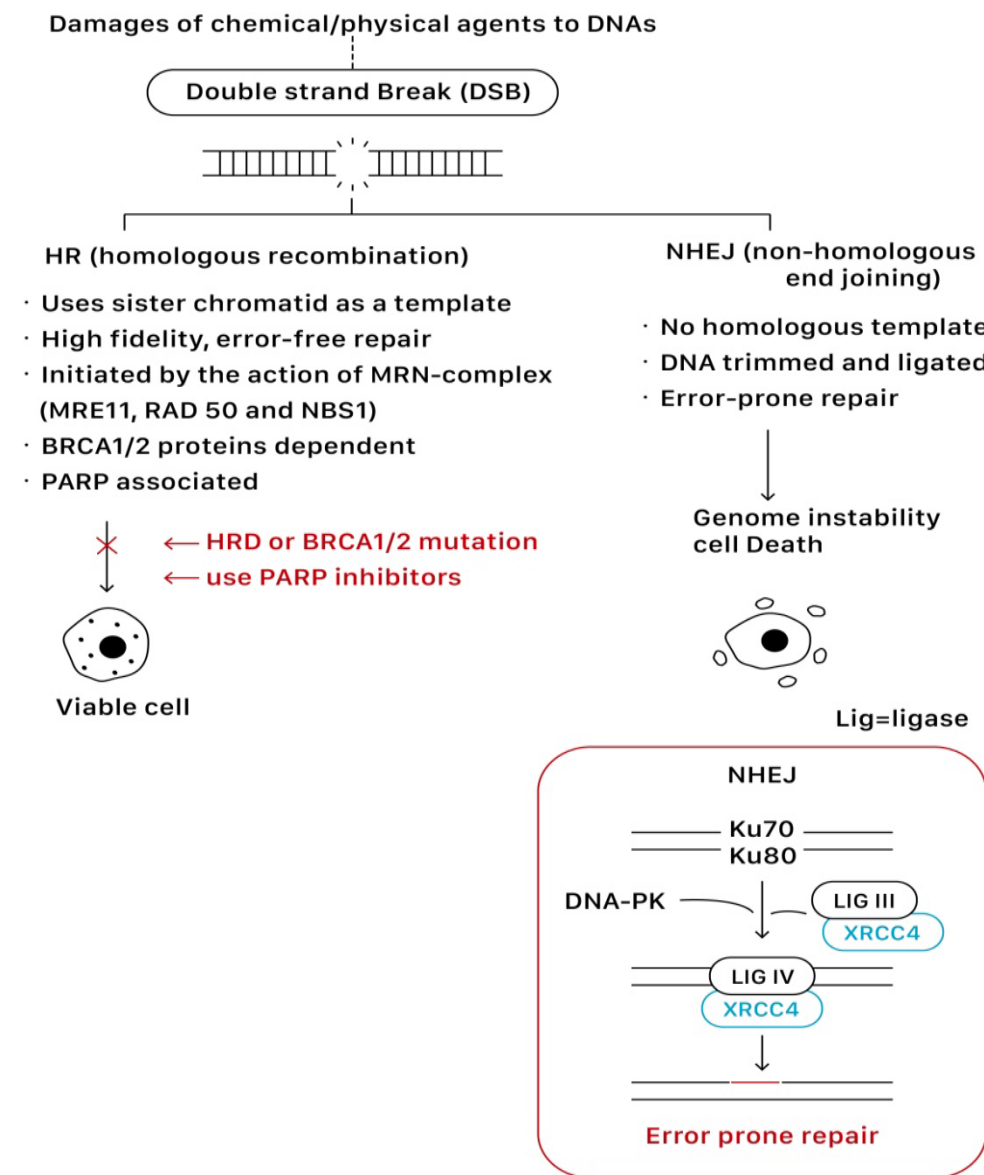 Damages of chemical/physical agents to DNAs
Double strand Break (DSB)
HR (homologous recombination)
· Uses sister chromatid as a template
· High fidelity, error-free repair
· Initiated by the action of MRN-complex
(MRE11, RAD 50 and NBS1)
· BRCA1/2 proteins dependent
· PARP associated
← HRD or BRCA1/2 mutation
← use PARP inhibitors
Viable cell
NHEJ (non-homologous
end joining)
· No homologous template
· DNA trimmed and ligated
· Error-prone repair
Genome instability
cell Death
Lig=ligase
NHEJ
Ku70
Ku80
DNA-PK
LIG III
XRCC4
LIG IV
XRCC4
Error prone repair